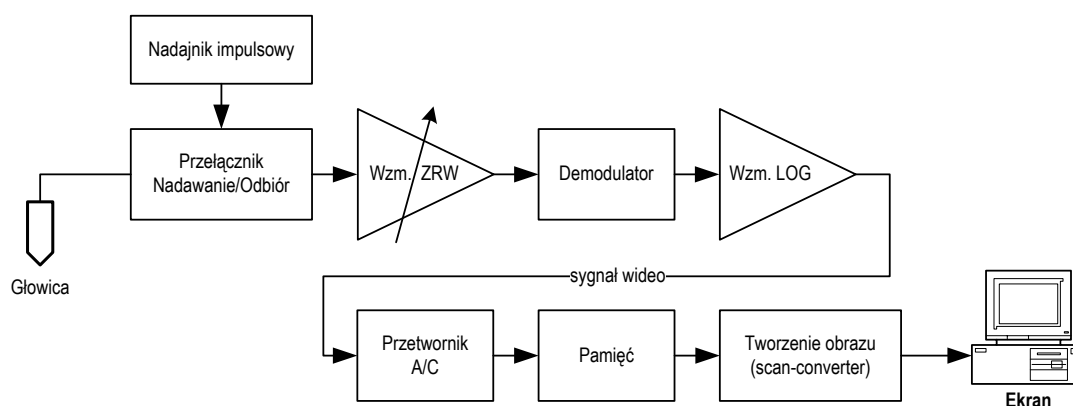 Nadajnik impulsowy
Przełącznik
Nadawanie/Odbiór
Wzm. ZRW
Demodulator
Wzm. LOG
Głowica
sygnał wideo
Przetwornik
A/C
Pamięć
Tworzenie obrazu
(scan-converter)
Ekran